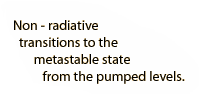 Non - radiative
transitions to the
metastable state
from the pumped levels.